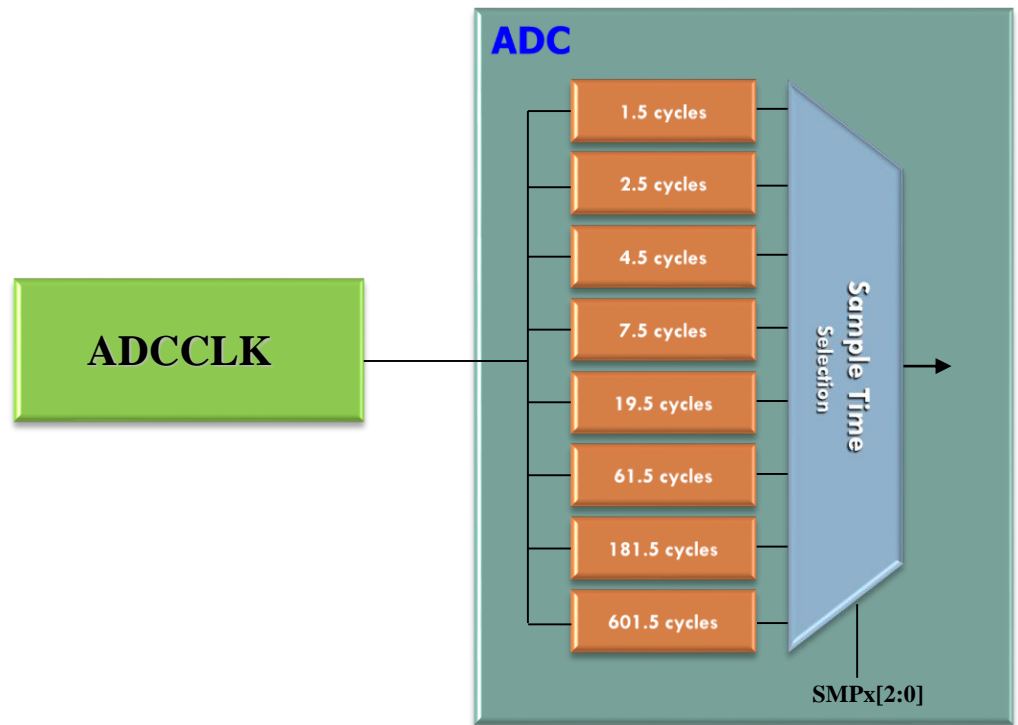 ADC
1.5 cycles
2.5 cycles
4.5 cycles
7.5 cycles
19.5 cycles
61.5 cycles
181.5 cycles
601.5 cycles
ADCCLK
Sample Time
Selection
SMPx[2:0]